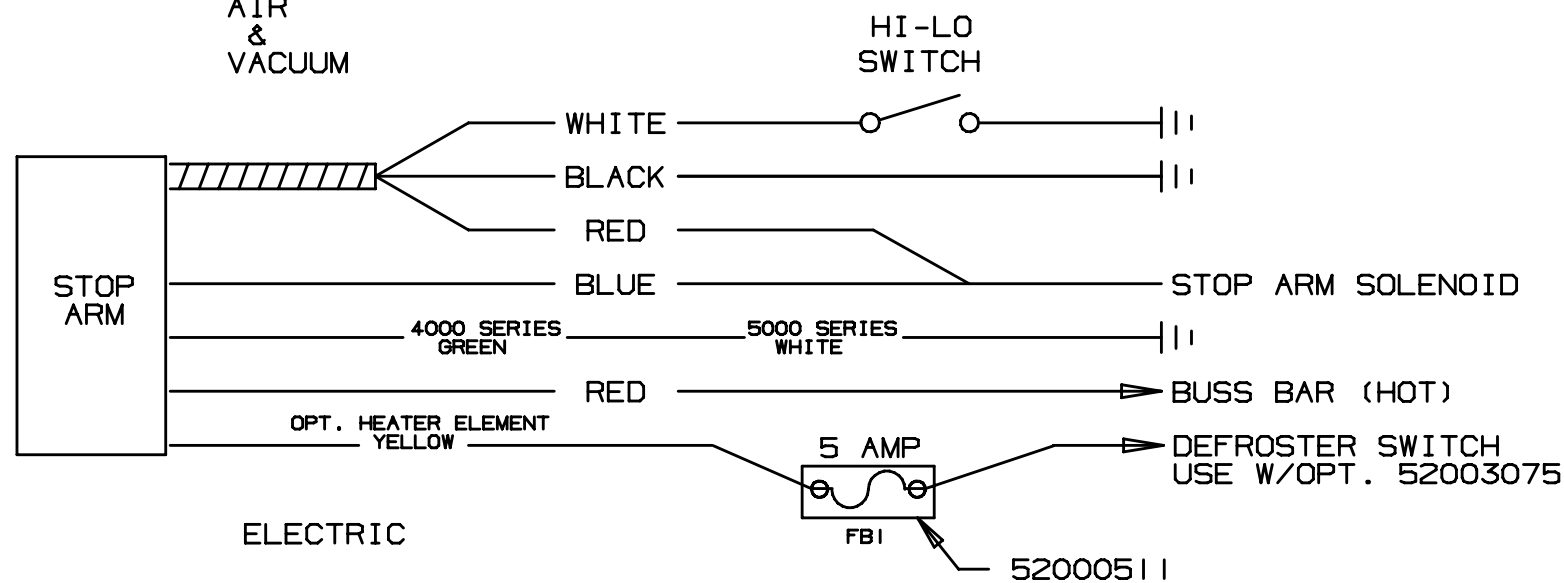 AIR
&
VACUUM
HI-LO
SWITCH
WHITE
BLACK
RED
STOP
ARM
BLUE
STOP ARM SOLENOID
4000 SERIES
GREEN
5000 SERIES
WHITE
RED
BUSS BAR (HOT)
OPT. HEATER ELEMENT
YELLOW
5 AMP
DEFROSTER SWITCH
USE W/OPT. 52003075
FB1
ELECTRIC
52000511